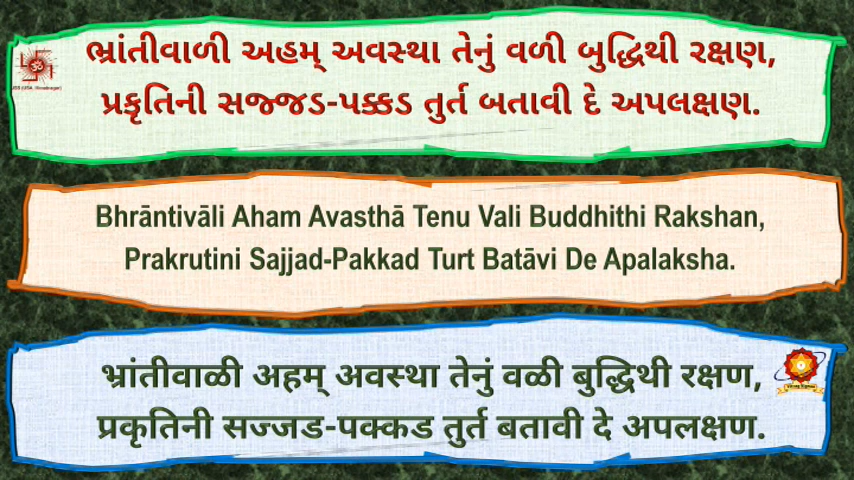 ભ્રાંતીવાળી અહમ્ અવસ્થા તેનું વળી બુદ્ધિથી રક્ષણ,
પ્રકૃતિની સજ્જડ-પક્કડ તુર્ત બતાવી દે અપલક્ષણ.
Bhrāntivāli Aham Avasthā Tenu Vali Buddhithi Rakshan,
Prakrutini Sajjad-Pakkad Turt Batāvi De Apalaksha.
भ्रांतीवाळी अहम् अवस्था तेनुं वळी बुद्धिथी रक्षण,
प्रकृतिनी सज्जड-पक्कड तुर्त बतावी दे अपलक्षण.